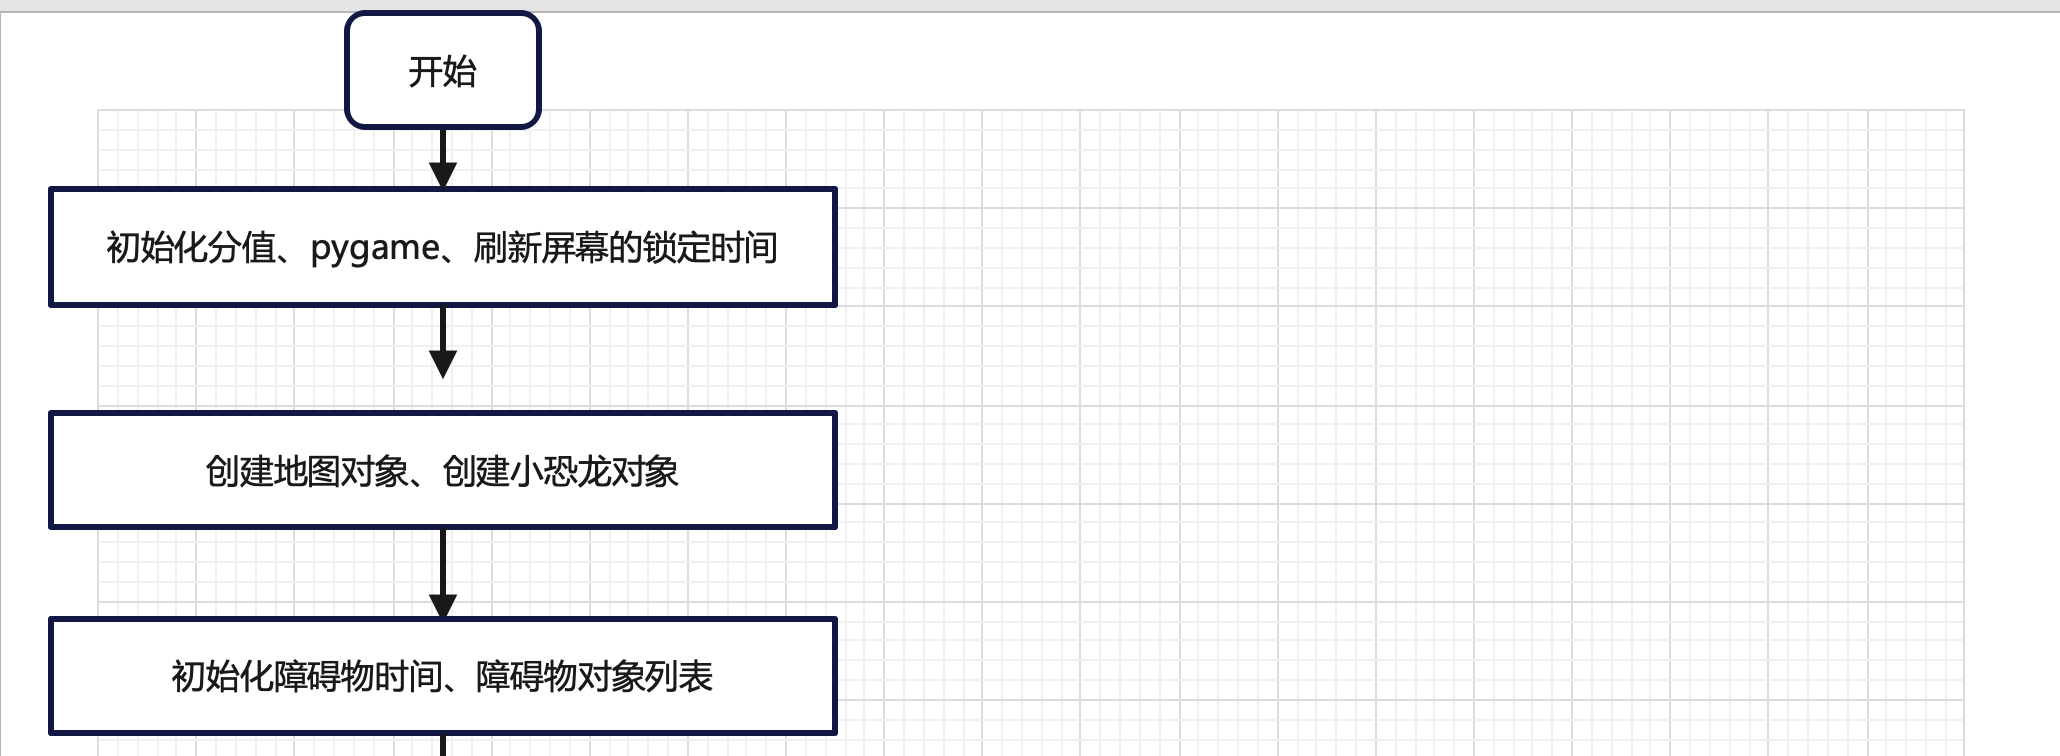 开始
初始化分值、pygame、刷新屏幕的锁定时间
创建地图对象、创建小恐龙对象
初始化障碍物时间、障碍物对象列表